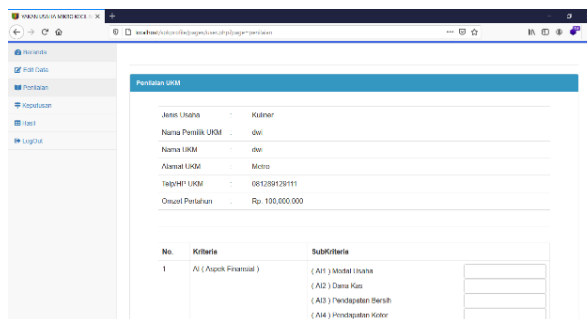 Beranda
Edit Data
Penilaian
Keputusan
Hasil
LogOut
Penilaian UKM
Jenis Usaha : Kuliner
Nama Pemilik UKM : dwi
Nama UKM : dwi
Alamat UKM : Metro
Telp/HP UKM : 081289129111
Omzet Pertahun : Rp. 100,000,000
No. Kriteria SubKriteria
1 AI ( Aspek Finansial ) ( AI1 ) Modal Usaha
( AI2 ) Dana Kas
( AI3 ) Pendapatan Bersih
( AI4 ) Pendapatan Kotor